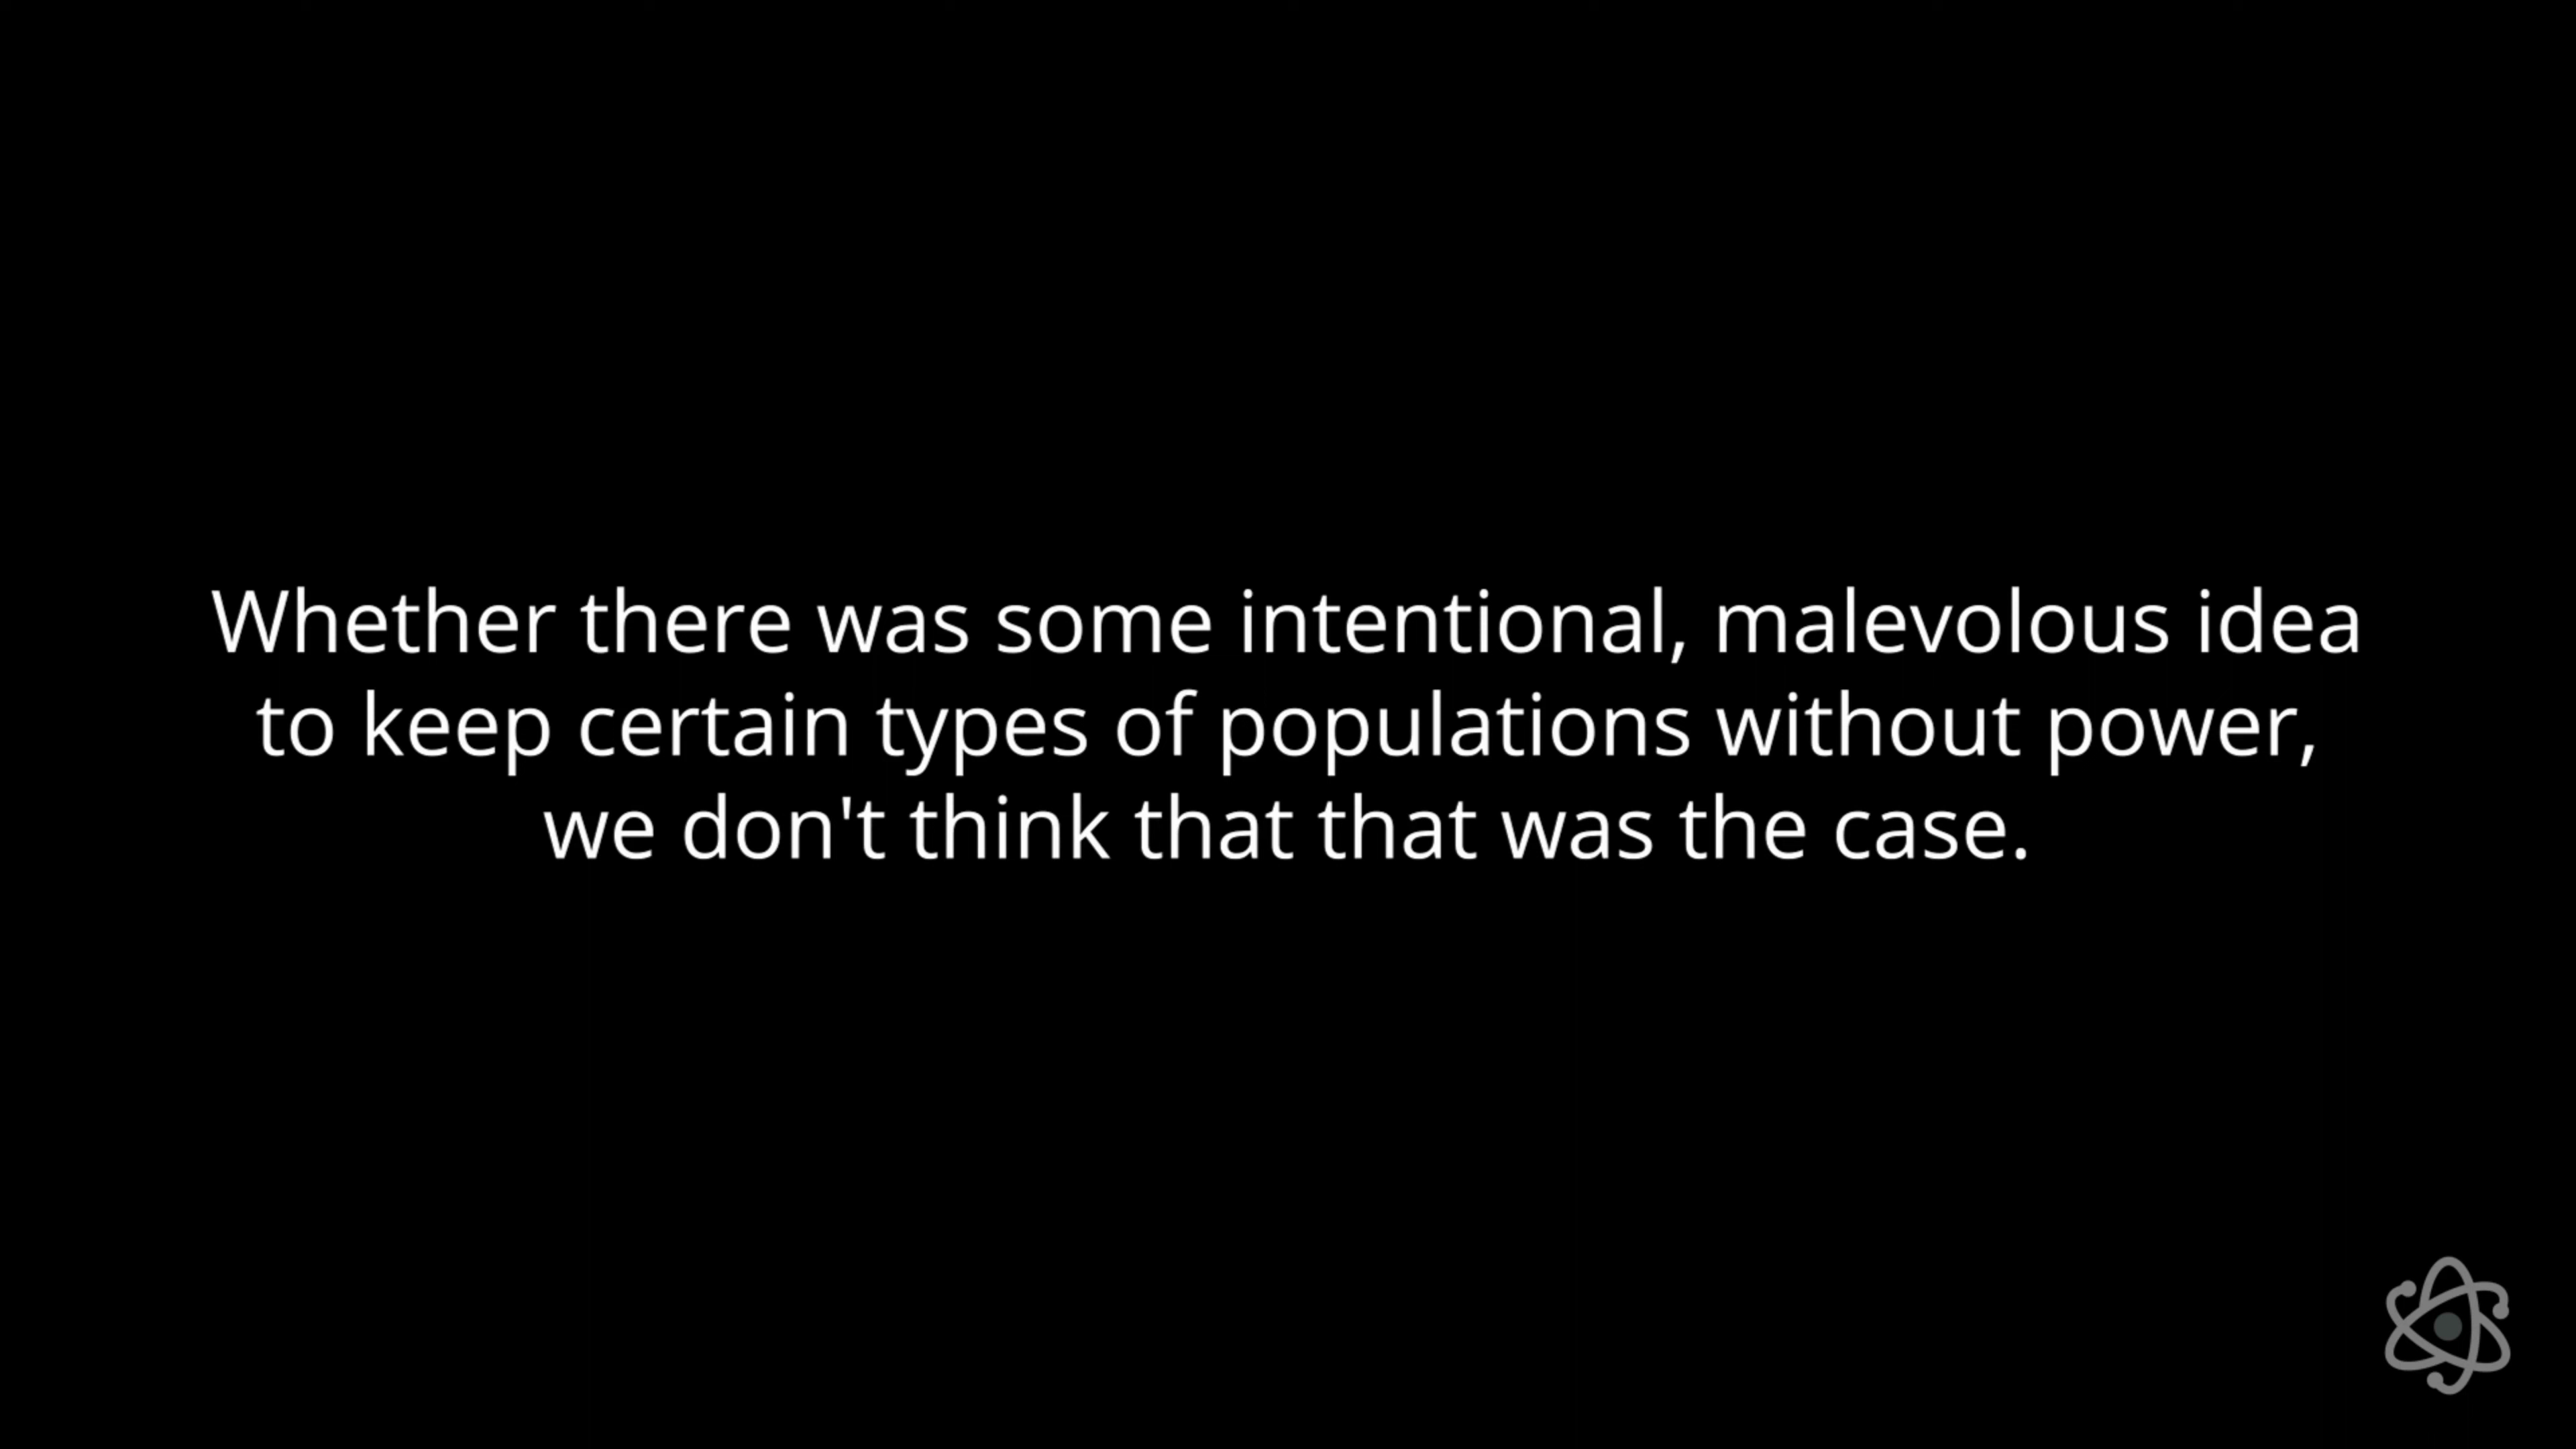 Whether there was some intentional, malevolous idea
to keep certain types of populations without power,
we don't think that that was the case.